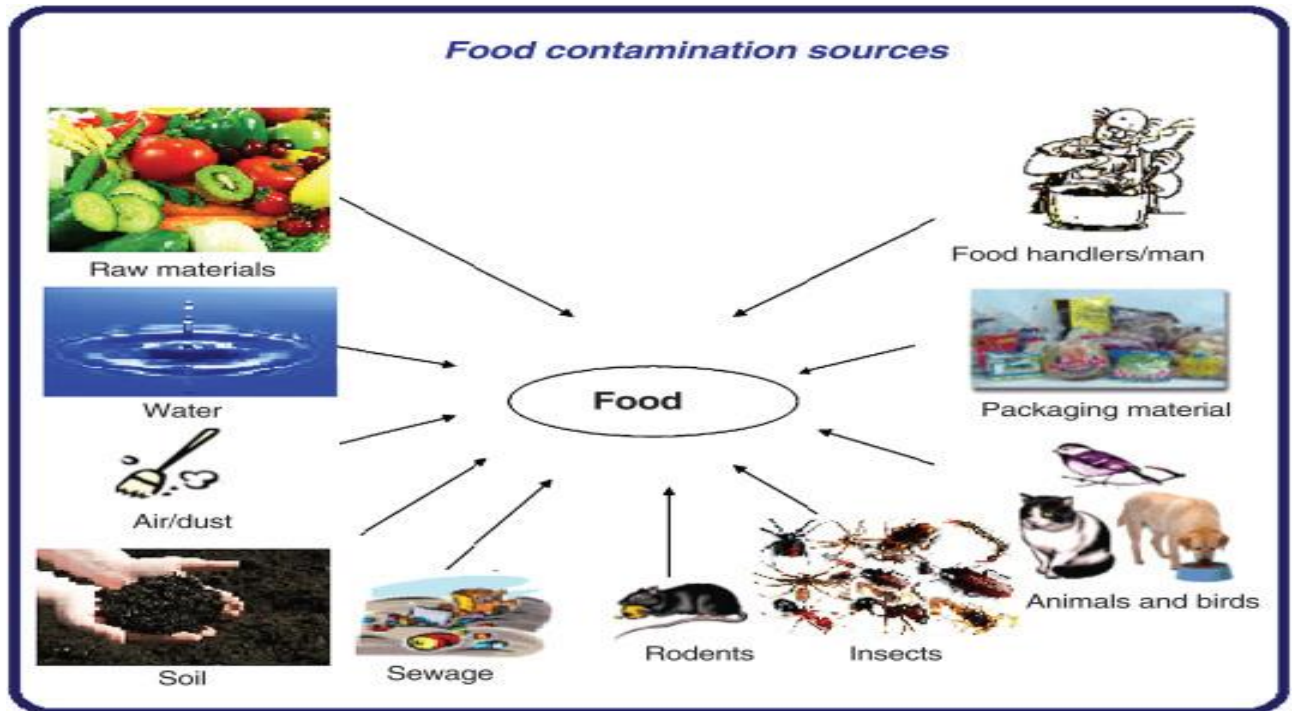 Food contamination sources
Raw materials
Food handlers/man
Water
Packaging material
Food
Air/dust
Animals and birds
Soil
Sewage
Rodents
Insects